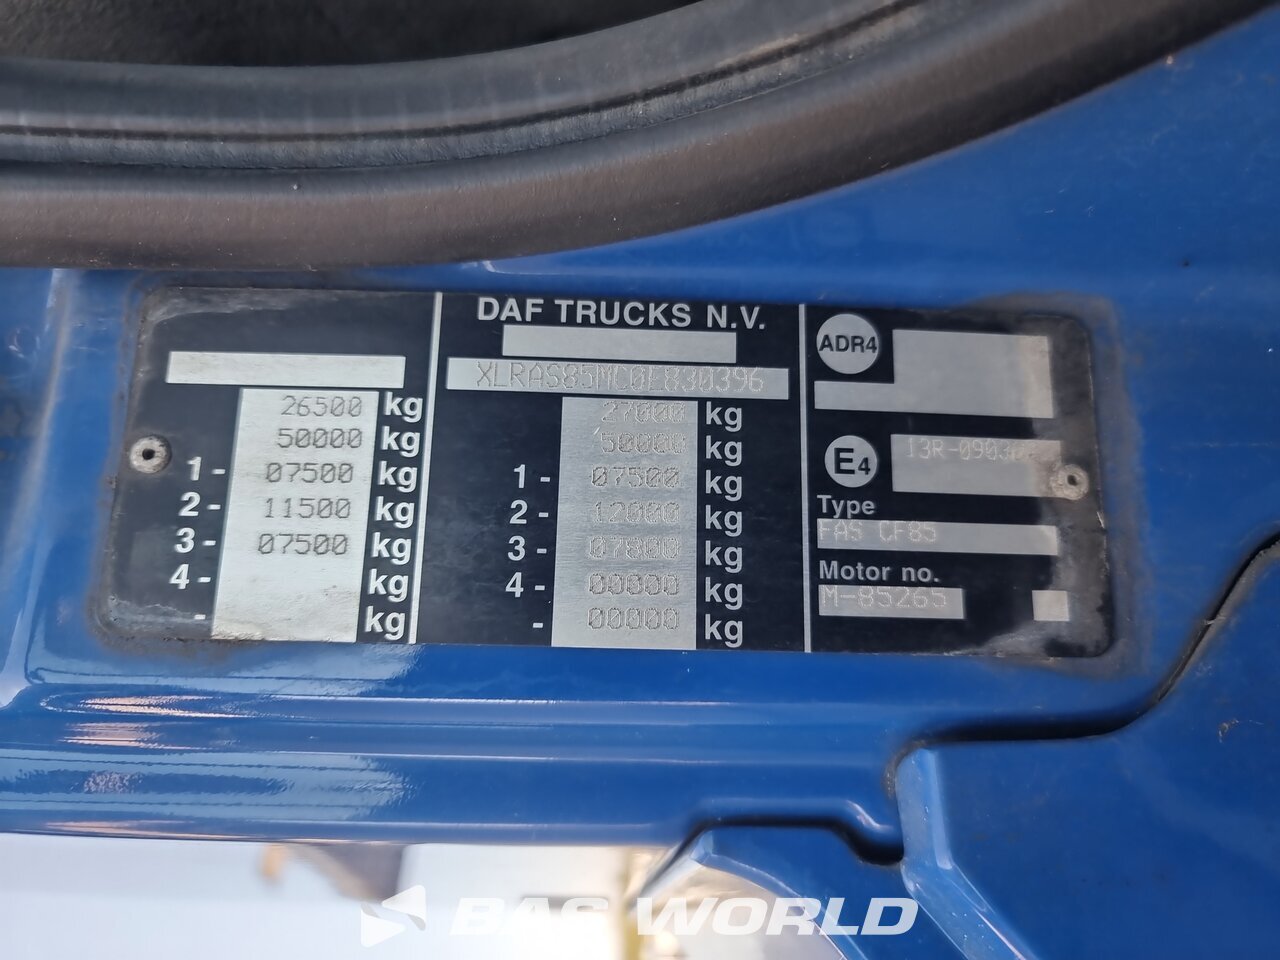 DAF TRUCKS N.V.
XLRAS85MC0E830396
26500 kg
50000 kg
1- 07500 kg
2- 11500 kg
3- 07500 kg
4- kg
- kg
27000 kg
50000 kg
1- 07500 kg
2- 12000 kg
3- 07800 kg
4- 00000 kg
- 00000 kg
ADR4
E4
Type
FAS CF85
Motor no.
M-85265
BAS WORLD